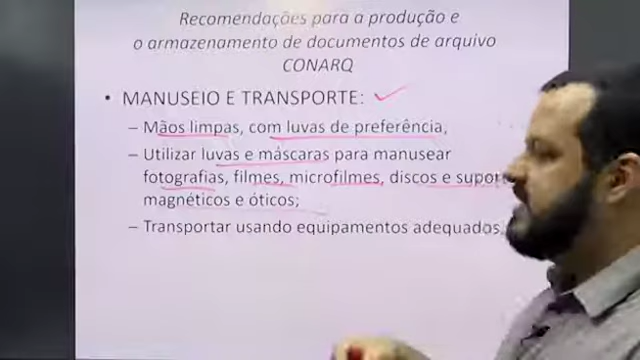 Recomendações para a produção e
o armazenamento de documentos de arquivo
CONARQ
• MANUSEIO E TRANSPORTE:
– Mãos limpas, com luvas de preferência,
– Utilizar luvas e máscaras para manusear
fotografias, filmes, microfilmes, discos e
magnéticos e óticos;
– Transportar usando equipamentos adequados.